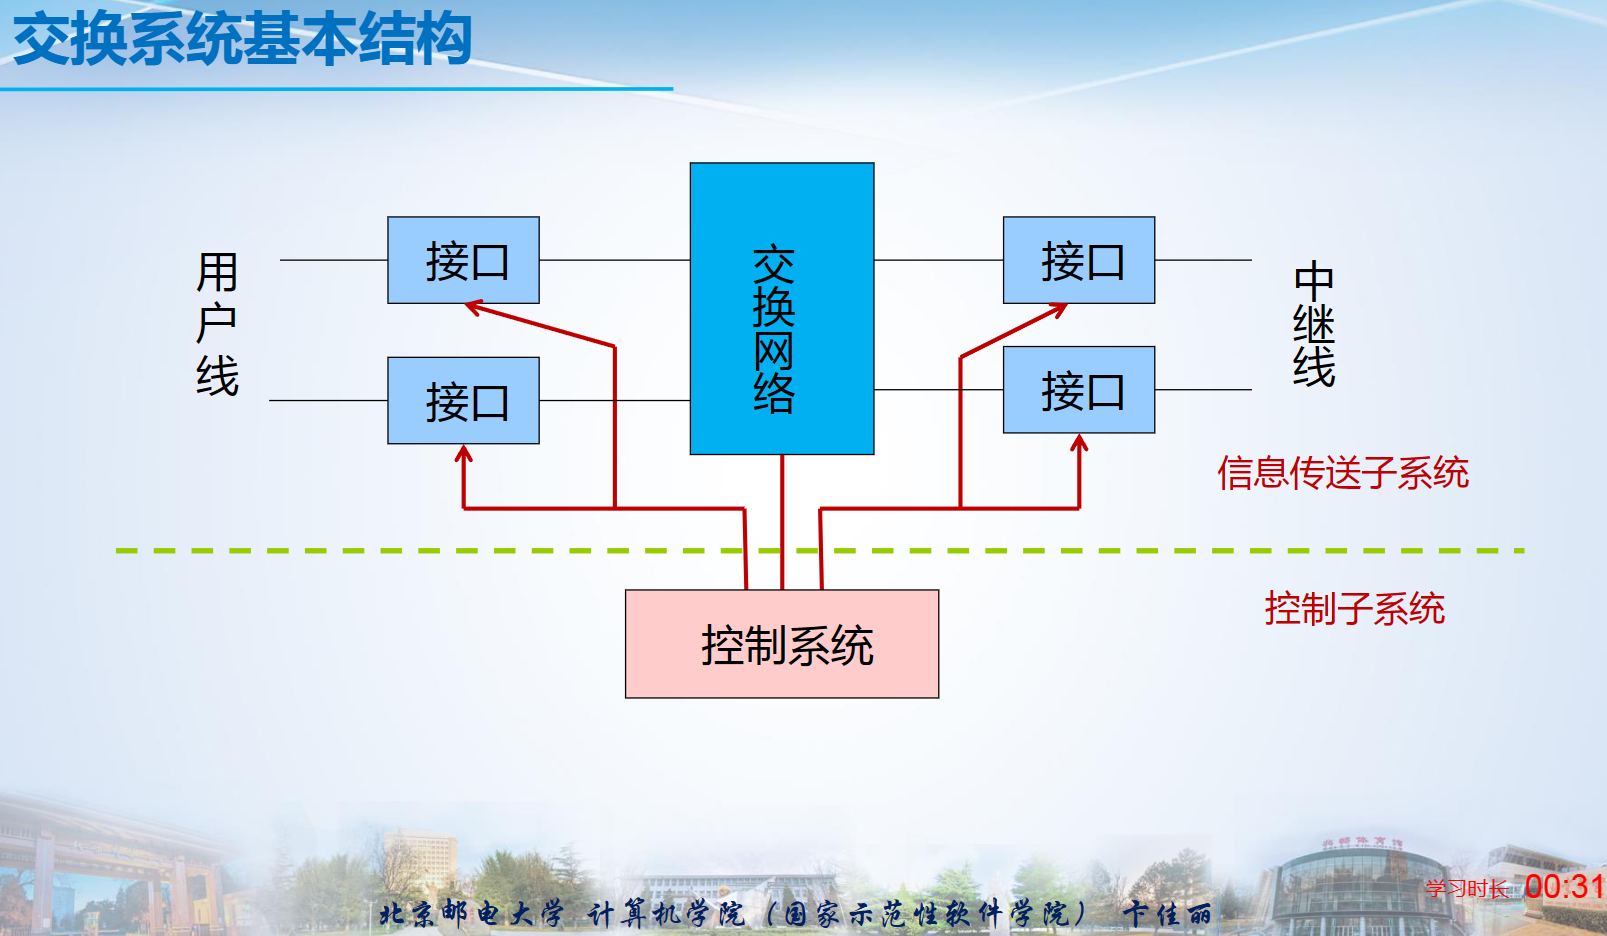 交换系统基本结构
用户线
接口
接口
交换网络
接口
接口
中继线
信息传送子系统
控制子系统
控制系统
学习时长 00:31
北京邮电大学 计算机学院（国家示范性软件学院） 卞佳丽